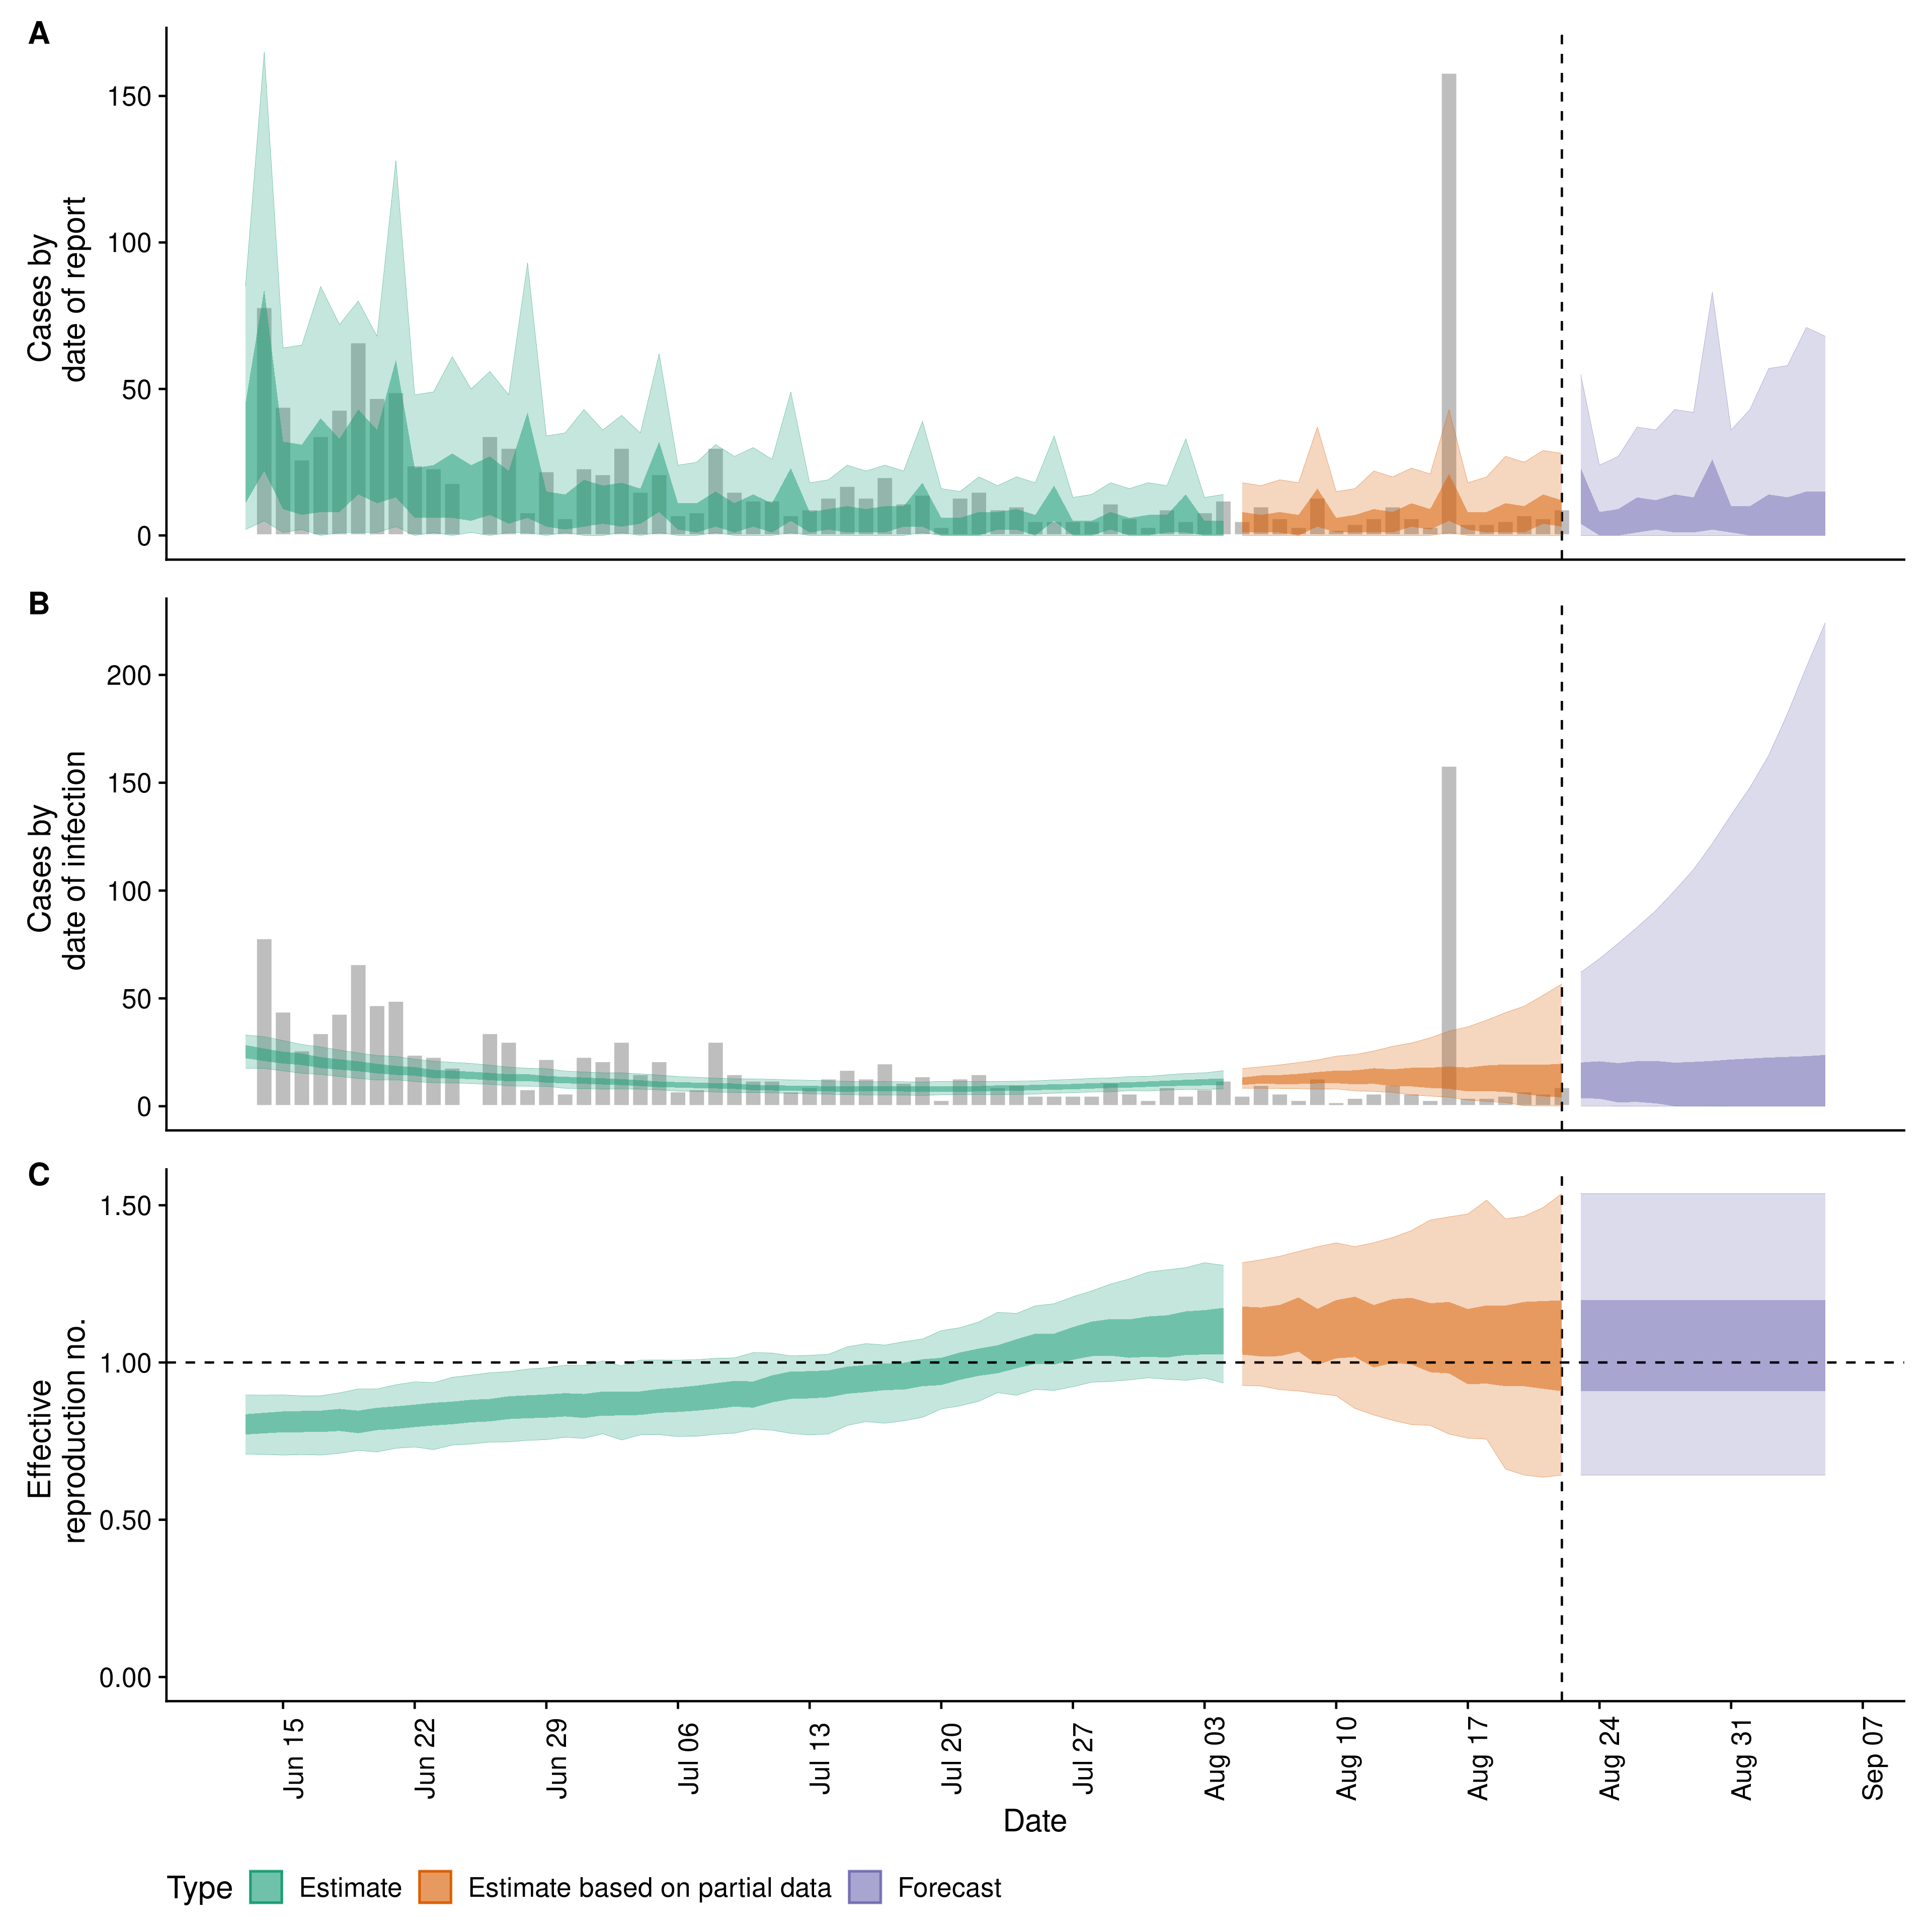 A
Cases by
date of report
150
100
50
0
B
Cases by
date of infection
200
150
100
50
0
C
Effective
reproduction no.
1.50
1.00
0.50
0.00
Jun 15
Jun 22
Jun 29
Jul 06
Jul 13
Jul 20
Jul 27
Aug 03
Aug 10
Aug 17
Aug 24
Aug 31
Sep 07
Date
Type Estimate Estimate based on partial data Forecast